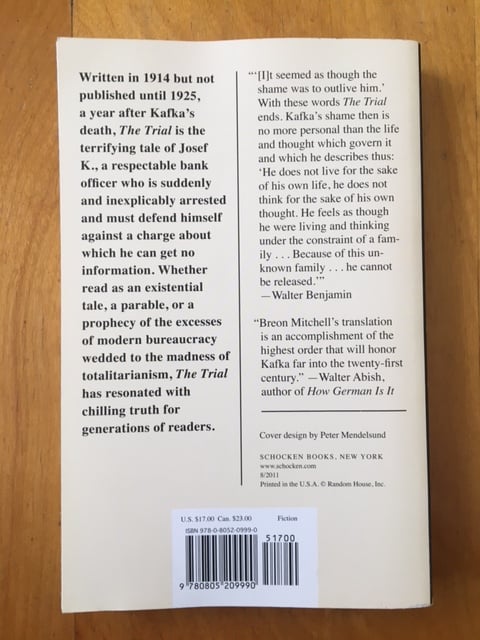 Written in 1914 but not
published until 1925,
a year after Kafka's
death, The Trial is the
terrifying tale of Josef
K., a respectable bank
officer who is suddenly
and inexplicably arrested
and must defend himself
against a charge about
which he can get no
information. Whether
read as an existential
tale, a parable, or a
prophecy of the excesses
of modern bureaucracy
wedded to the madness of
totalitarianism, The Trial
has resonated with
chilling truth for
generations of readers.
“‘[I]t seemed as though the
shame was to outlive him.’
With these words The Trial
ends. Kafka's shame then is
no more personal than the life
and thought which govern it
and which he describes thus:
‘He does not live for the sake
of his own life, he does not
think for the sake of his own
thought. He feels as though
he were living and thinking
under the constraint of a fam-
ily . . . Because of this un-
known family . . . he cannot
be released.’”
—Walter Benjamin
“Breon Mitchell's translation
is an accomplishment of the
highest order that will honor
Kafka far into the twenty-first
century.” —Walter Abish,
author of How German Is It
Cover design by Peter Mendelsund
SCHOCKEN BOOKS, NEW YORK
www.schocken.com
8/2011
Printed in the U.S.A. © Random House, Inc.
U.S. $17.00 Can. $23.00 Fiction
ISBN 978-0-8052-0999-0
51700
9 780805 209990